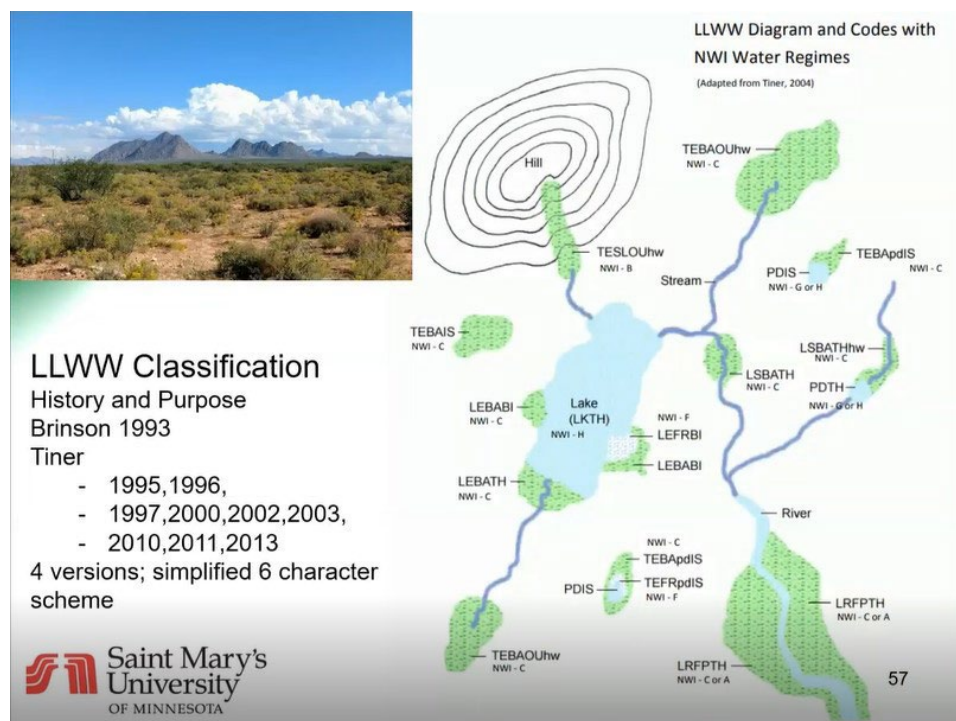 LLWW Diagram and Codes with
NWI Water Regimes
(Adapted from Tiner, 2004)
Hill
TEBAOUhw
NWI - C
TESLOUhw
NWI - B
Stream
TEBApdIS
NWI - C
PDIS
NWI - G or H
TEBAIS
NWI - C
LSBATHhw
NWI - C
LSBATH
NWI - C
PDTH
NWI - G or H
LEBABI
NWI - C
Lake
(LKTH)
NWI - H
NWI - F
LEFRBI
LEBABI
LEBATH
NWI - C
River
NWI - C
TEBApdIS
PDIS
TEFRpdIS
NWI - F
LRFPTH
NWI - C or A
TEBAOUhw
NWI - C
LRFPTH
NWI - C or A
LLWW Classification
History and Purpose
Brinson 1993
Tiner
- 1995,1996,
- 1997,2000,2002,2003,
- 2010,2011,2013
4 versions; simplified 6 character
scheme
Saint Mary's
University
OF MINNESOTA
57